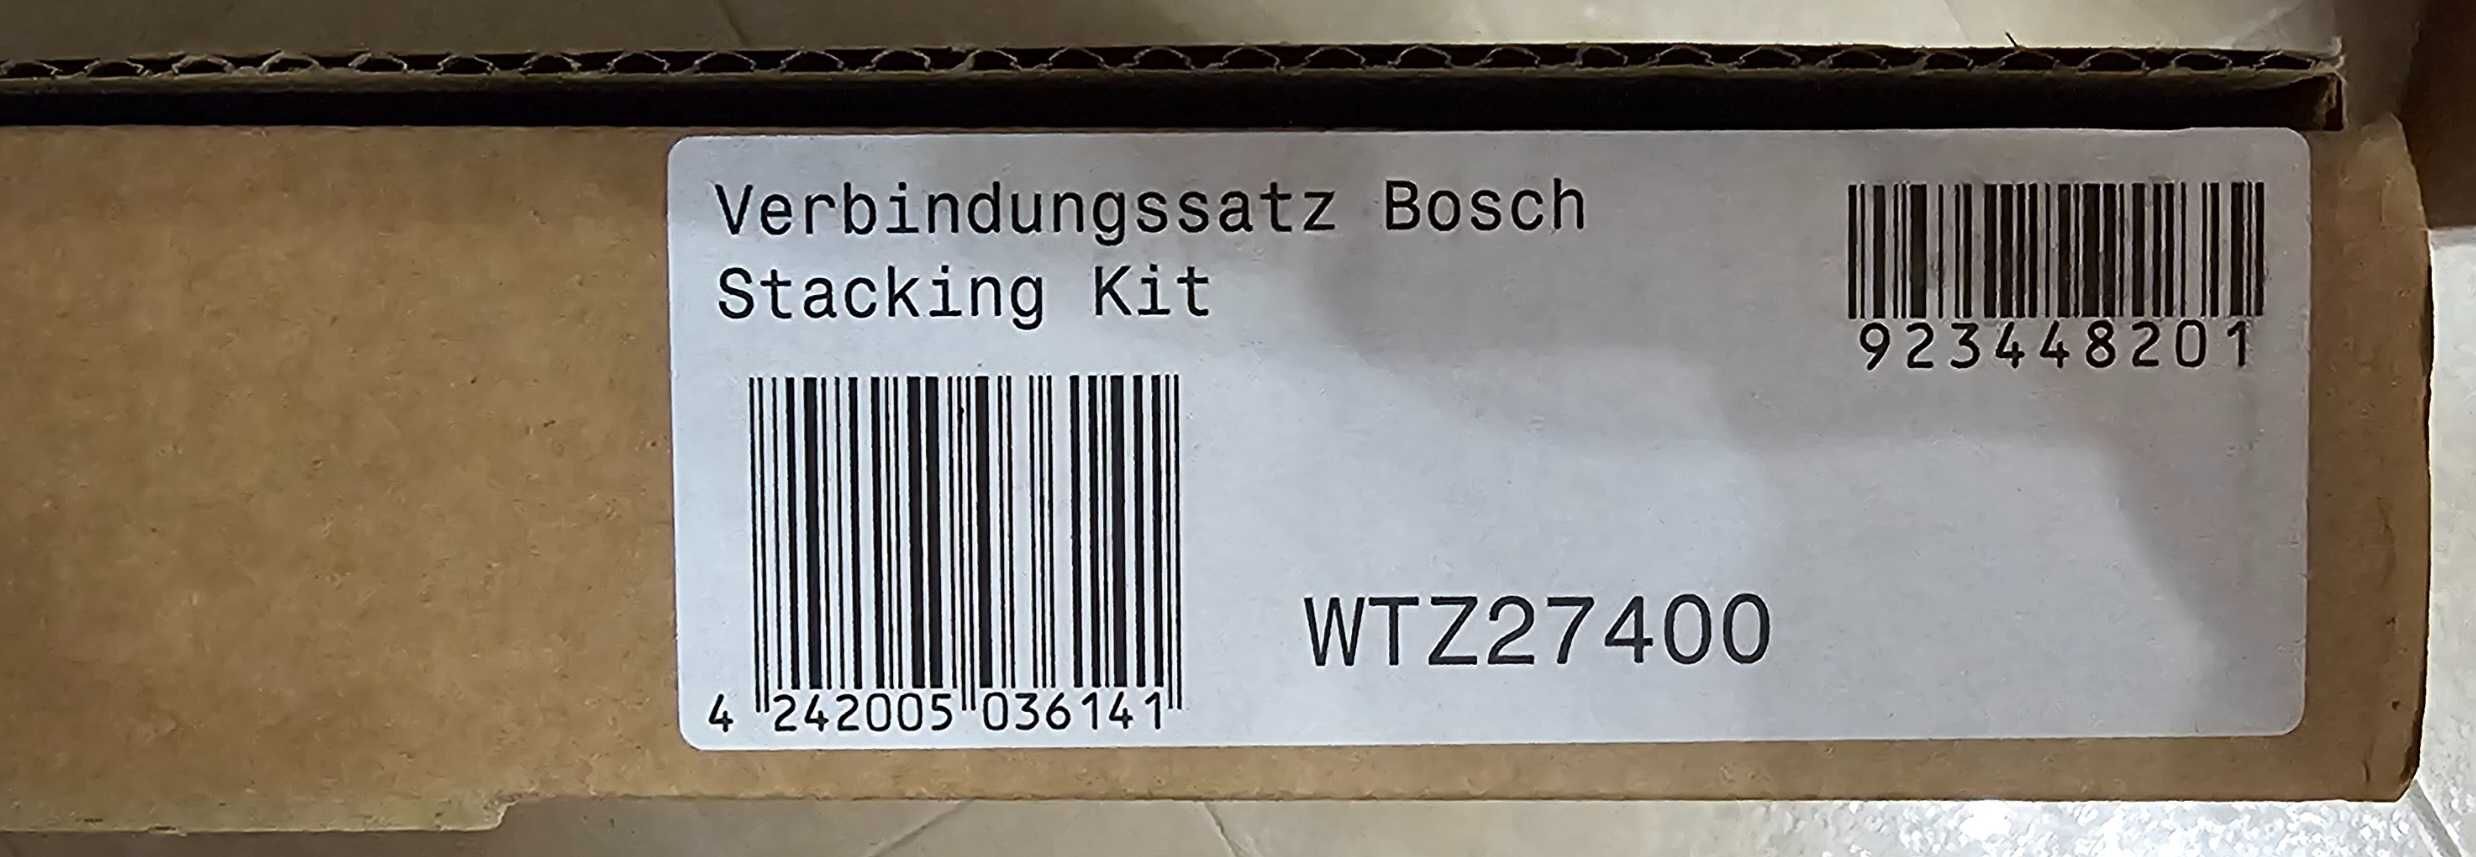 Verbindungssatz Bosch
Stacking Kit
923448201
WTZ27400
4 242005 036141